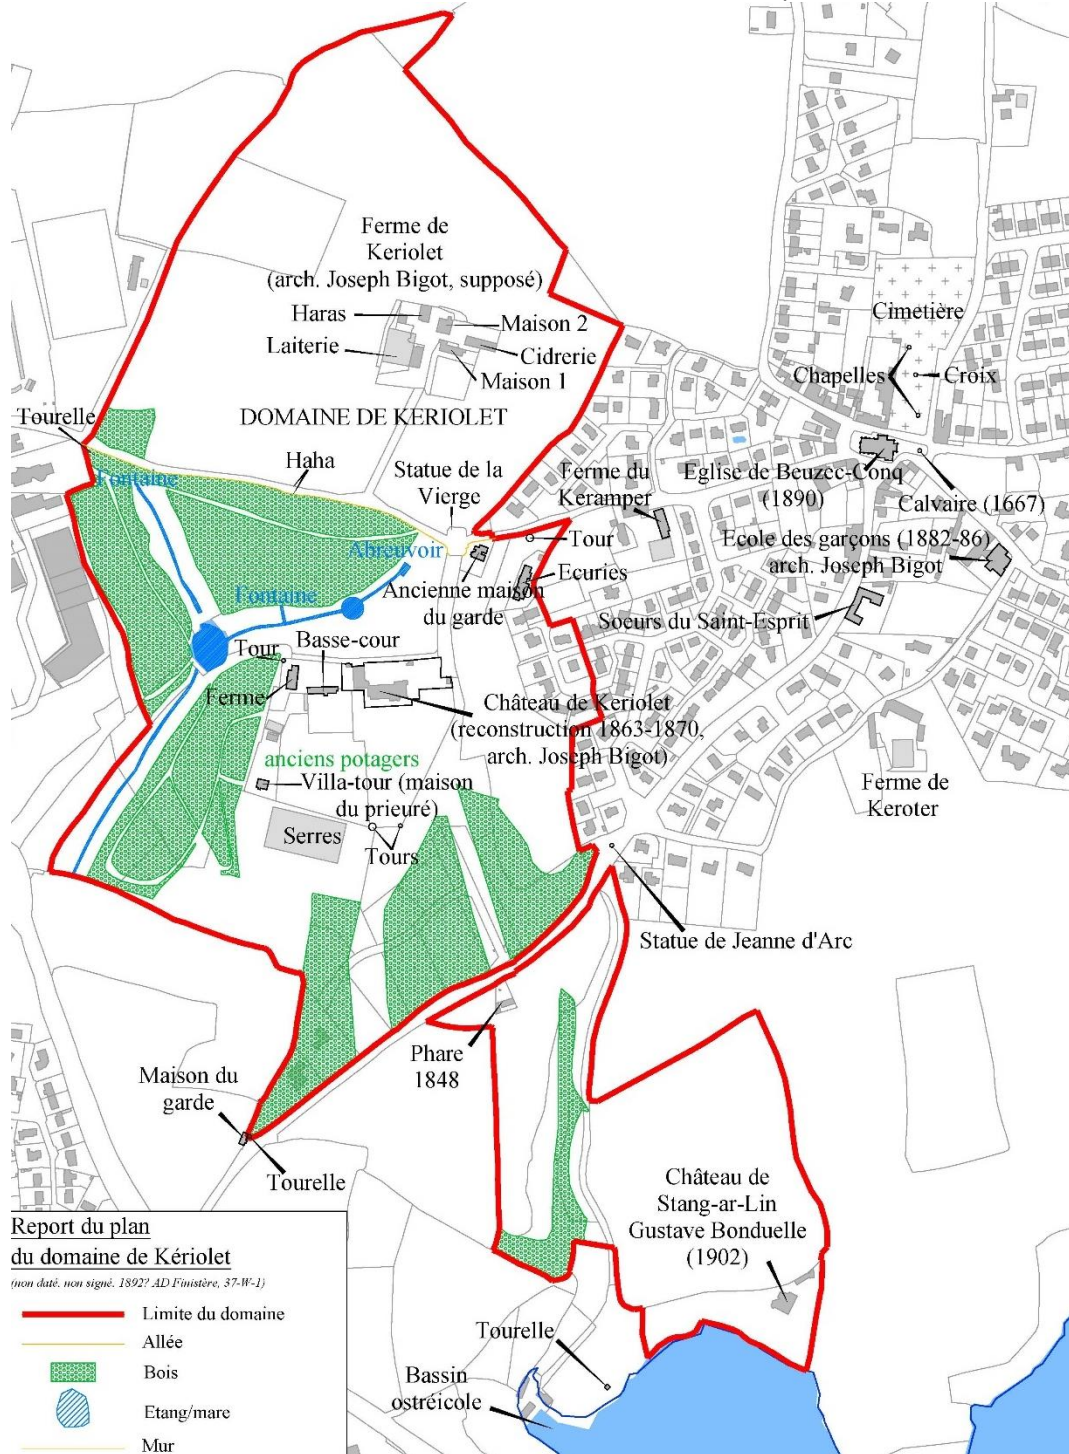 Ferme de
Keriolet
(arch. Joseph Bigot, supposé)
Haras
Maison 2
Laiterie
Cidrerie
Maison 1
Cimetière
Chapelles
Croix
Tourelle
DOMAINE DE KERIOLET
Haha
Statue de la
Vierge
Fontaine
Ferme du
Keramper
Eglise de Beuzec-Conq
(1890)
Calvaire (1667)
Abreuvoir
Tour
Ecole des garçons (1882-86)
arch. Joseph Bigot
Ancienne maison
du garde
Ecuries
Fontaine
Soeurs du Saint-Esprit
Tour
Basse-cour
Ferme
Château de Keriolet
(reconstruction 1863-1870,
arch. Joseph Bigot)
anciens potagers
Villa-tour (maison
du prieuré)
Ferme de
Keroter
Serres
Tours
Statue de Jeanne d'Arc
Phare
1848
Maison du
garde
Tourelle
Château de
Stang-ar-Lin
Gustave Bonduelle
(1902)
Tourelle
Bassin
ostréicole
Report du plan
du domaine de Kériolet
(non daté. non signé. 1892? AD Finistère, 37-W-1)
Limite du domaine
Allée
Bois
Etang/mare
Mur